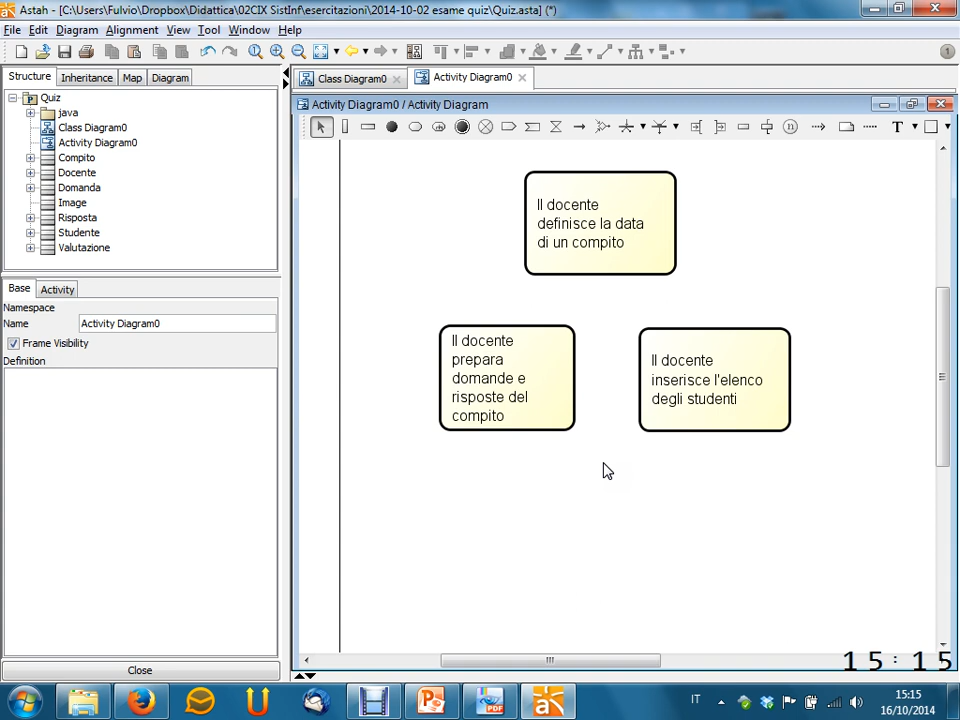 Astah - [C:\Users\Fulvio\Dropbox\Didattica\02CIX SistInf\esercitazioni\2014-10-02 esame quiz\Quiz.asta] (*)
File Edit Diagram Alignment View Tool Window Help
1
Structure Inheritance Map Diagram
Class Diagram0 Activity Diagram0
Quiz
java
Class Diagram0
Activity Diagram0
Compito
Docente
Domanda
Image
Risposta
Studente
Valutazione
Base Activity
Namespace
Name Activity Diagram0
Frame Visibility
Definition
Close
Activity Diagram0 / Activity Diagram
n T
Il docente
definisce la data
di un compito
Il docente
prepara
domande e
risposte del
compito
Il docente
inserisce l'elenco
degli studenti
15:15
PDF
IT
15:15
16/10/2014